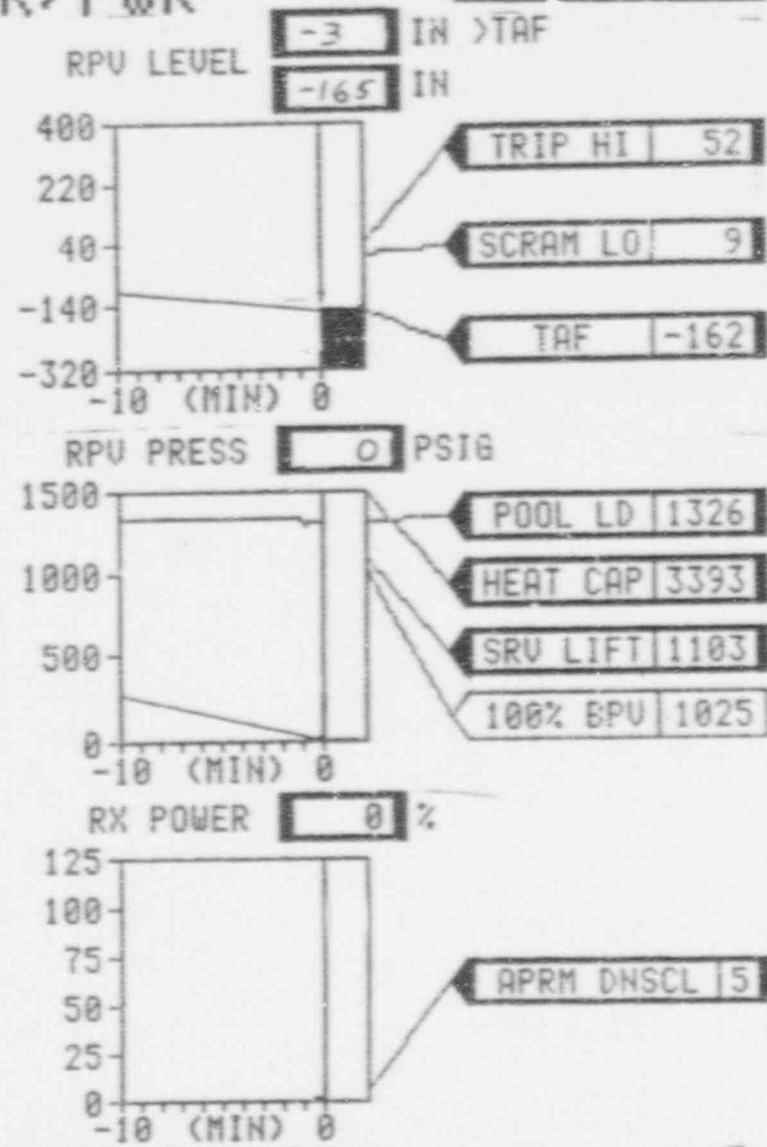 -3 IN >TAF
RPV LEVEL
-165 IN
400
220
40
-140
-320
-10 (MIN) 0
TRIP HI 52
SCRAM LO 9
TAF -162
RPV PRESS 0 PSIG
1500
1000
500
0
-10 (MIN) 0
POOL LD 1326
HEAT CAP 3393
SRV LIFT 1103
100% BPV 1025
RX POWER 0 %
125
100
75
50
25
0
-10 (MIN) 0
APRM DNSCL 5